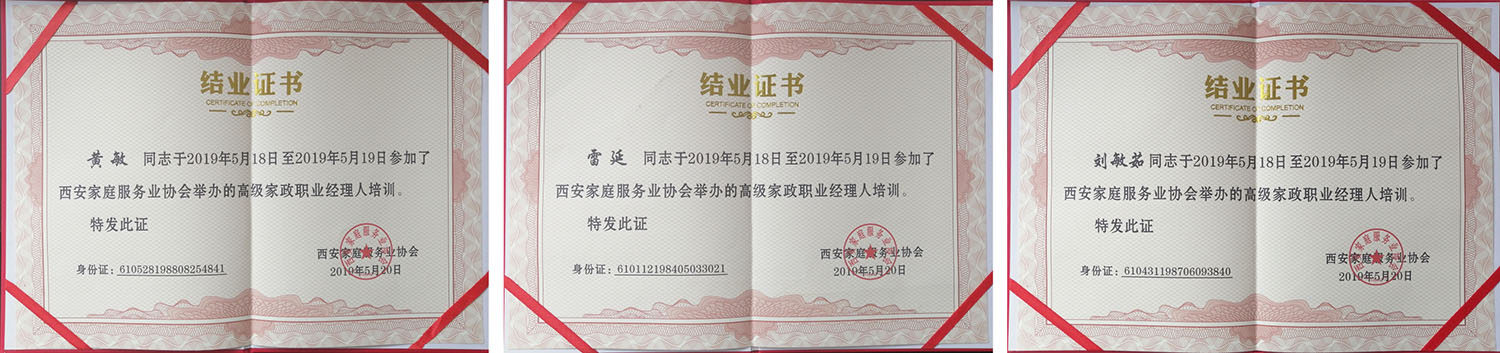 结业证书
CERTIFICATE OF COMPLETION
黄敏 同志于2019年5月18日至2019年5月19日参加了
西安家庭服务业协会举办的高级家政职业经理人培训。
特发此证
西安家庭服务业协会
身份证：610528198808254841
2019年5月20日
结业证书
CERTIFICATE OF COMPLETION
雷延 同志于2019年5月18日至2019年5月19日参加了
西安家庭服务业协会举办的高级家政职业经理人培训。
特发此证
西安家庭服务业协会
身份证：610112198405033021
2019年5月20日
结业证书
CERTIFICATE OF COMPLETION
刘敏茹同志于2019年5月18日至2019年5月19日参加了
西安家庭服务业协会举办的高级家政职业经理人培训。
特发此证
西安家庭服务业协会
身份证：610431198706093840
2019年5月20日